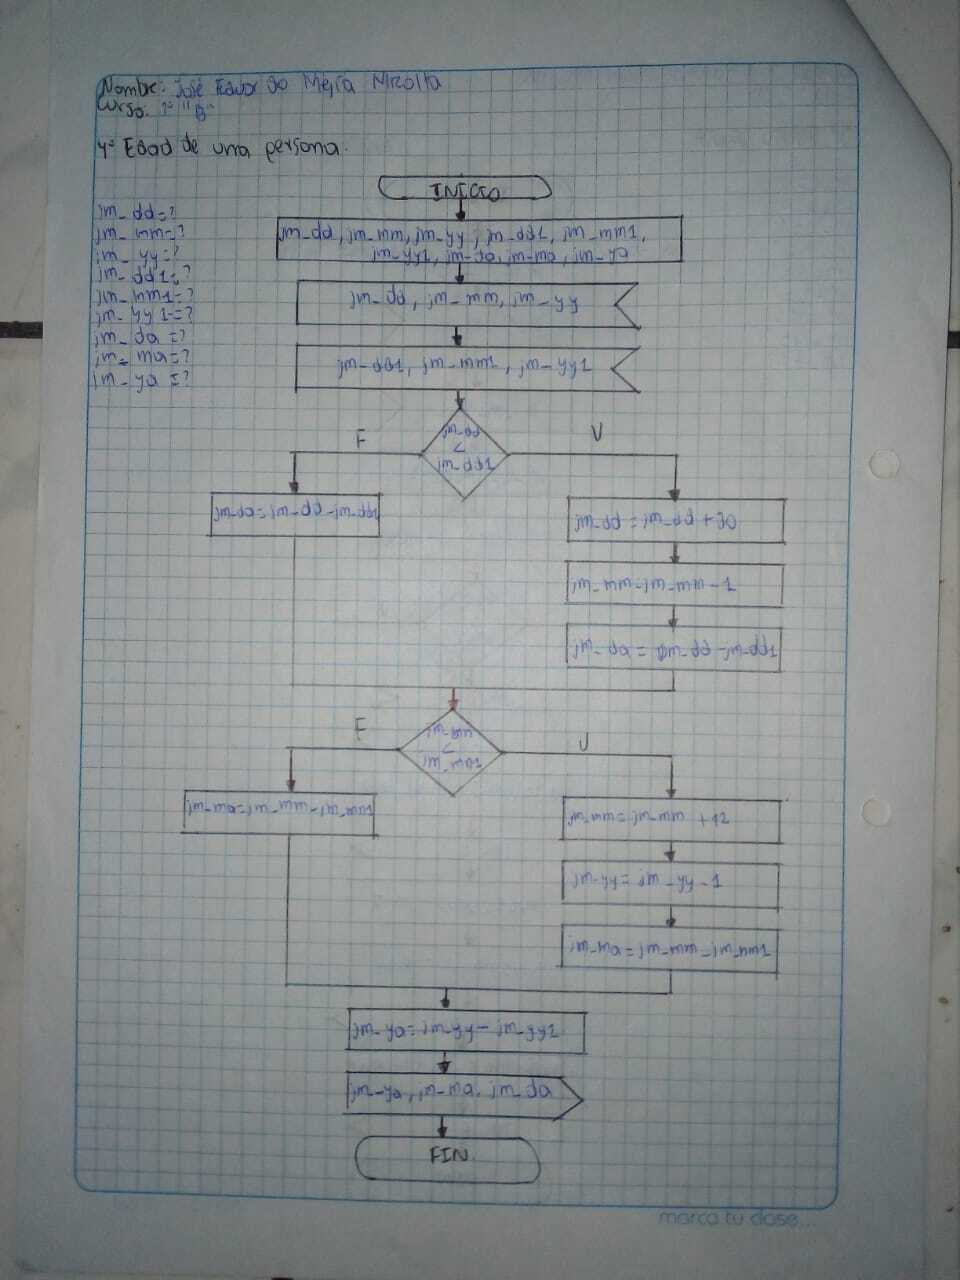 Nombre: José Eduardo Mejia Micolta
Curso: 1° "B"
4° Edad de una persona.
INICIO
jm_dd=?
jm_mm=?
jm_yy=?
jm_dd1=?
jm_mm1=?
jm_yy1=?
jm_da=?
jm_ma=?
jm_ya=?
jm_dd, jm_mm, jm_yy, jm_dd1, jm_mm1,
jm_yy1, jm_da, jm_ma, jm_ya
jm_dd, jm_mm, jm_yy
jm_dd1, jm_mm1, jm_yy1
F
V
jm_dd
>
jm_dd1
jm_da=jm_dd-jm_dd1
jm_dd=jm_dd+30
jm_mm-jm_mm-1
jm_da=jm_dd-jm_dd1
F
V
jm_mm
>
jm_mm1
jm_ma=jm_mm-jm_mm1
jm_mm=jm_mm+12
jm_yy=jm_yy-1
jm_ma=jm_mm-jm_mm1
jm_ya=jm_yy-jm_yy1
jm_ya, jm_ma, jm_da
FIN
marca tu clase...